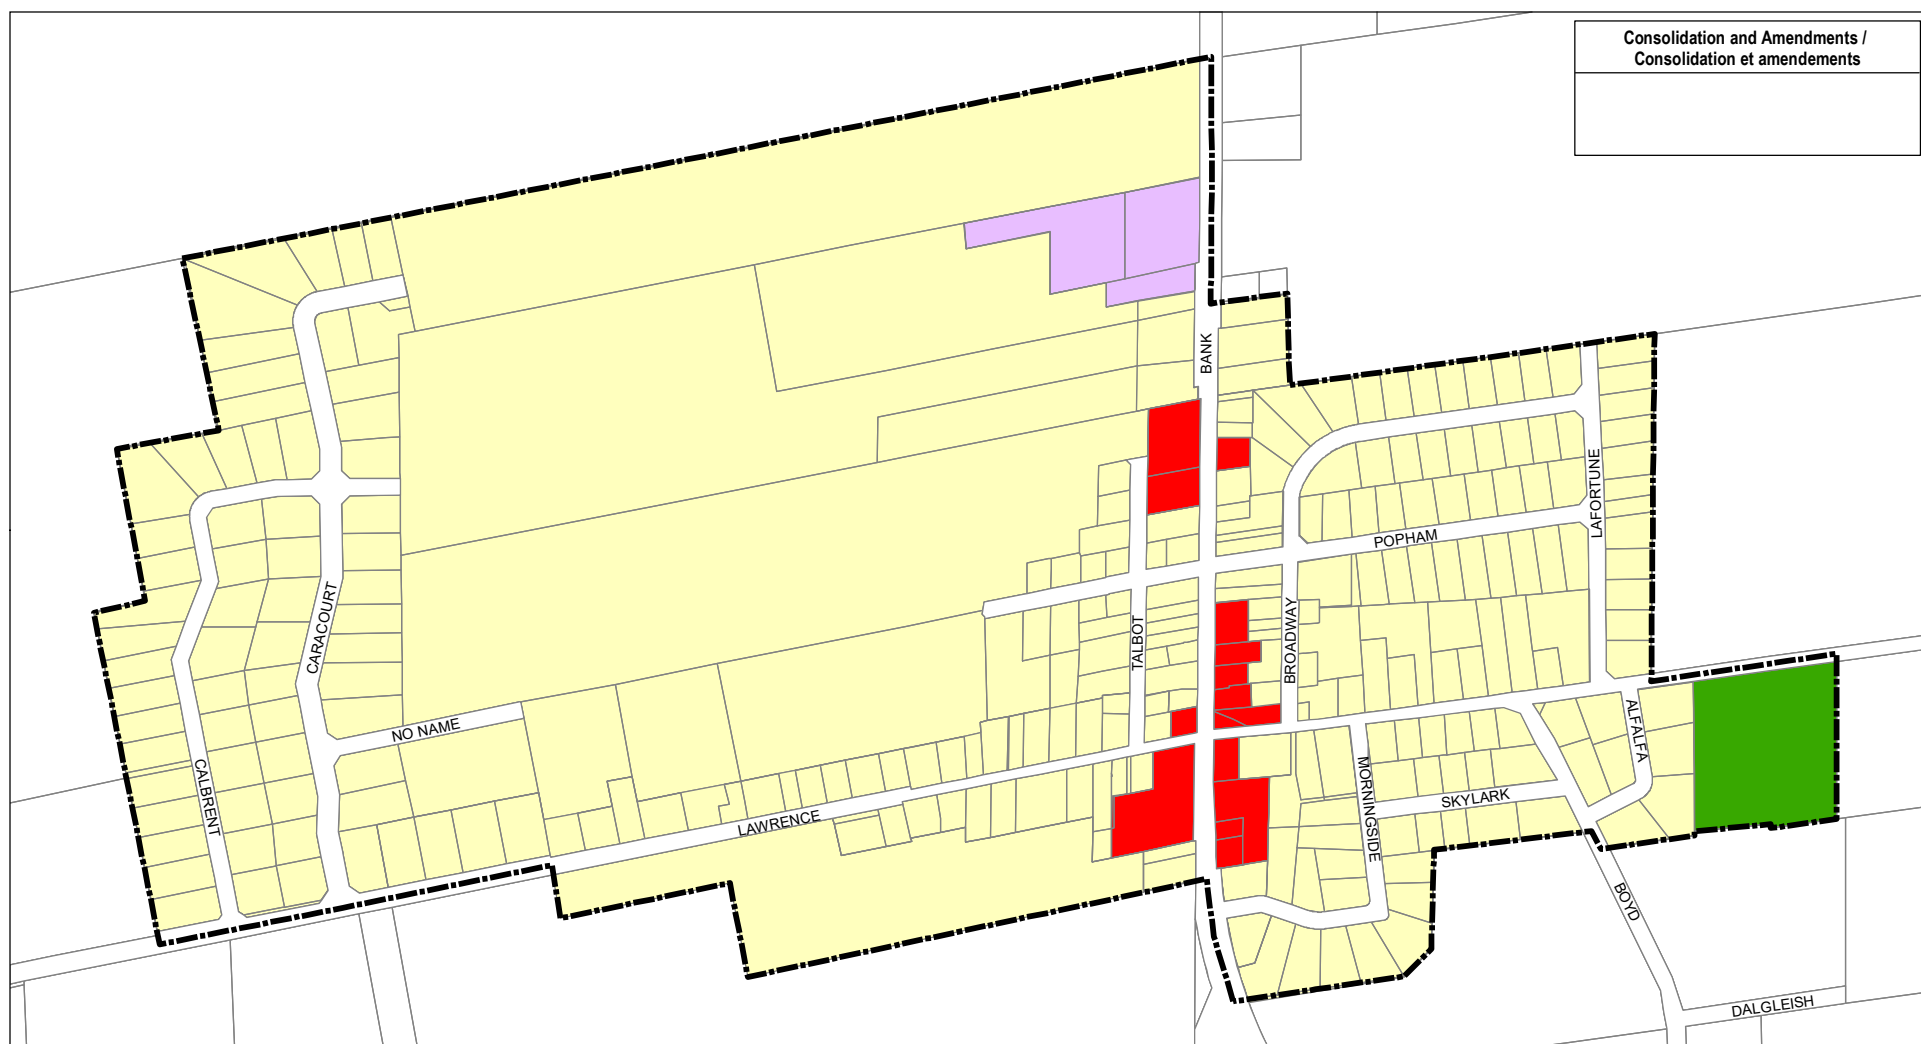 Consolidation and Amendments /
Consolidation et amendements
BANK
LAFORTUNE
POPHAM
CARACOURT
TALBOT
BROADWAY
NO NAME
ALFALFA
CALBRENT
MORNINGSIDE
SKYLARK
LAWRENCE
BOYD
DALGLEISH